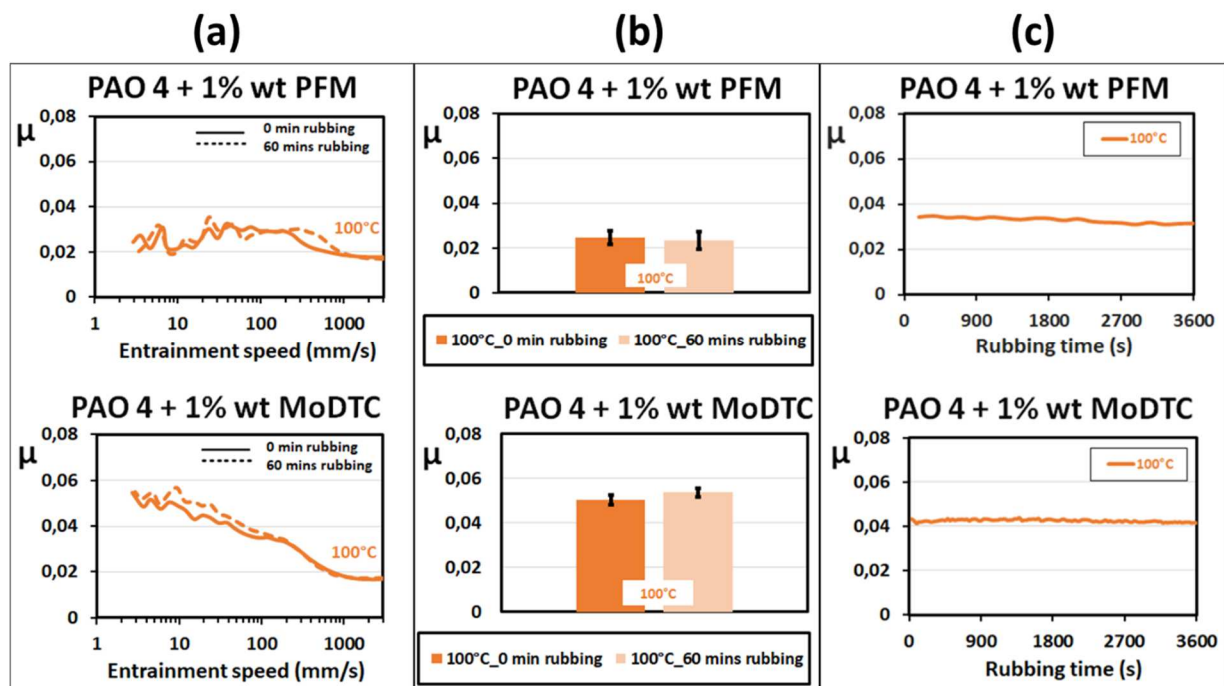 (a)
(b)
(c)
PAO 4 + 1% wt PFM
μ
0,08
0,06
0,04
0,02
0
0 min rubbing
60 mins rubbing
100°C
1 10 100 1000
Entrainment speed (mm/s)
PAO 4 + 1% wt PFM
μ
0,08
0,06
0,04
0,02
0
100°C
100°C_0 min rubbing 100°C_60 mins rubbing
PAO 4 + 1% wt PFM
μ
0,08
0,06
0,04
0,02
0
100°C
0 900 1800 2700 3600
Rubbing time (s)
PAO 4 + 1% wt MoDTC
μ
0,08
0,06
0,04
0,02
0
0 min rubbing
60 mins rubbing
100°C
1 10 100 1000
Entrainment speed (mm/s)
PAO 4 + 1% wt MoDTC
μ
0,08
0,06
0,04
0,02
0
100°C
100°C_0 min rubbing 100°C_60 mins rubbing
PAO 4 + 1% wt MoDTC
μ
0,08
0,06
0,04
0,02
0
100°C
0 900 1800 2700 3600
Rubbing time (s)